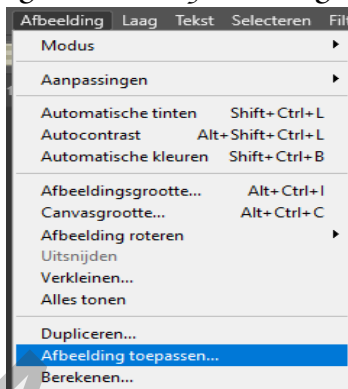 Afbeelding Laag Tekst Selecteren Filt
Modus
Aanpassingen
Automatische tinten Shift+Ctrl+L
Autocontrast Alt+Shift+Ctrl+L
Automatische kleuren Shift+Ctrl+B
Afbeeldingsgrootte... Alt+Ctrl+I
Canvasgrootte... Alt+Ctrl+C
Afbeelding roteren
Uitsnijden
Verkleinen...
Alles tonen
Dupliceren...
Afbeelding toepassen...
Berekenen...